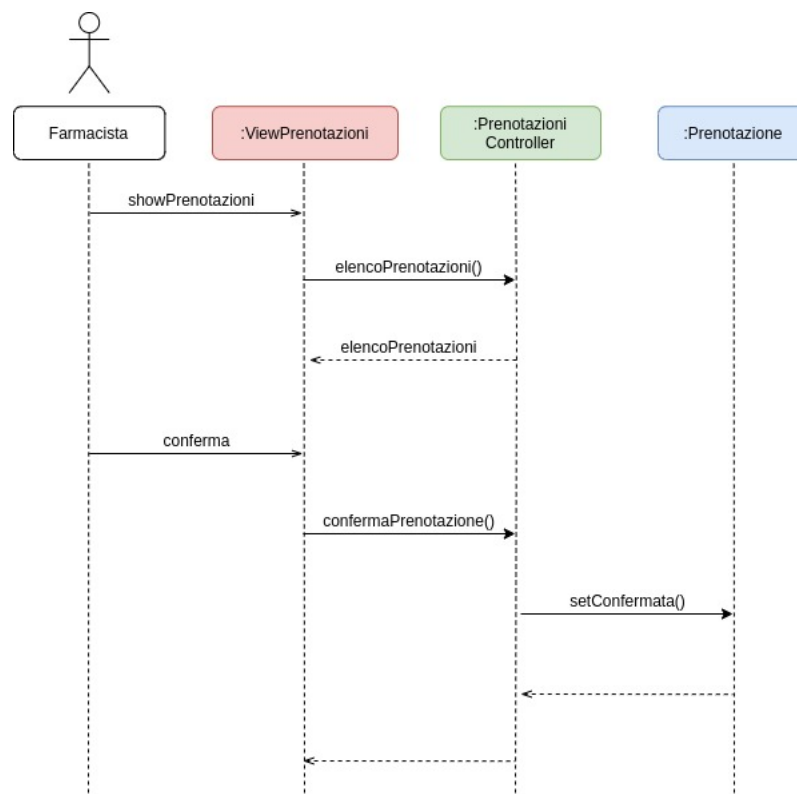 Farmacista
:ViewPrenotazioni
:Prenotazioni
Controller
:Prenotazione
showPrenotazioni
elencoPrenotazioni()
elencoPrenotazioni
conferma
confermaPrenotazione()
setConfermata()